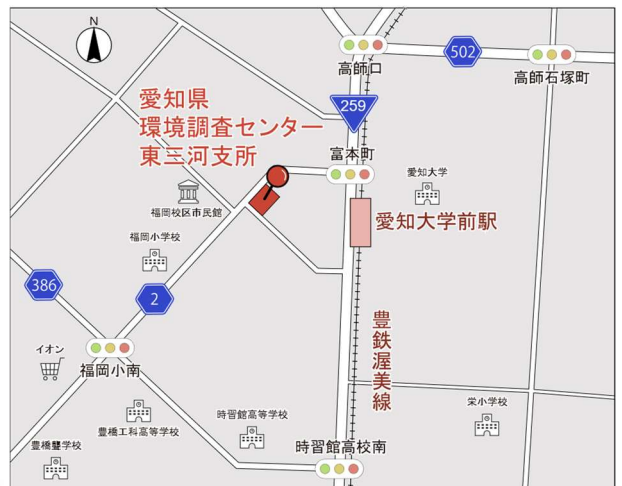 N
502
高師口
高師石塚町
愛知県
環境調査センター
東三河支所
259
富本町
愛知大学
福岡校区市民館
愛知大学前駅
福岡小学校
386
2
豊鉄渥美線
イオン
福岡小南
豊橋工科高等学校
時習館高等学校
栄小学校
豊橋聾学校
時習館高校南